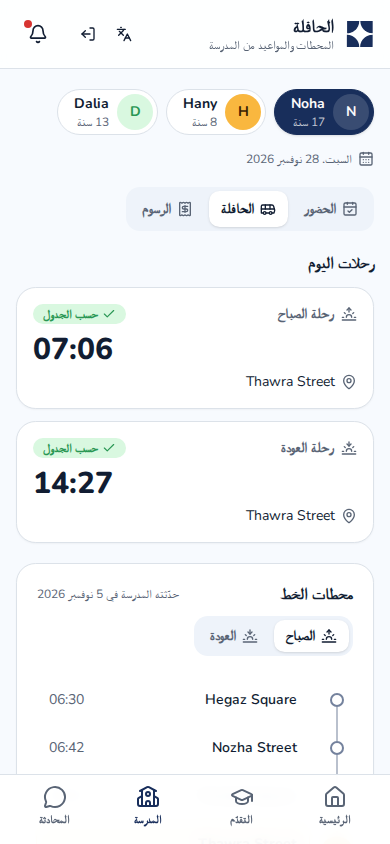 الحافلة
المحطات والمواعيد من المدرسة
N
Noha
17 سنة
H
Hany
8 سنة
D
Dalia
13 سنة
السبت، 28 نوفمبر 2026
الحضور
الحافلة
الرسوم
رحلات اليوم
رحلة الصباح
حسب الجدول
07:06
Thawra Street
رحلة العودة
حسب الجدول
14:27
Thawra Street
محطات الخط
حدّثته المدرسة في 5 نوفمبر 2026
الصباح
العودة
Hegaz Square
06:30
Nozha Street
06:42
الرئيسية
التقدّم
المدرسة
المحادثة